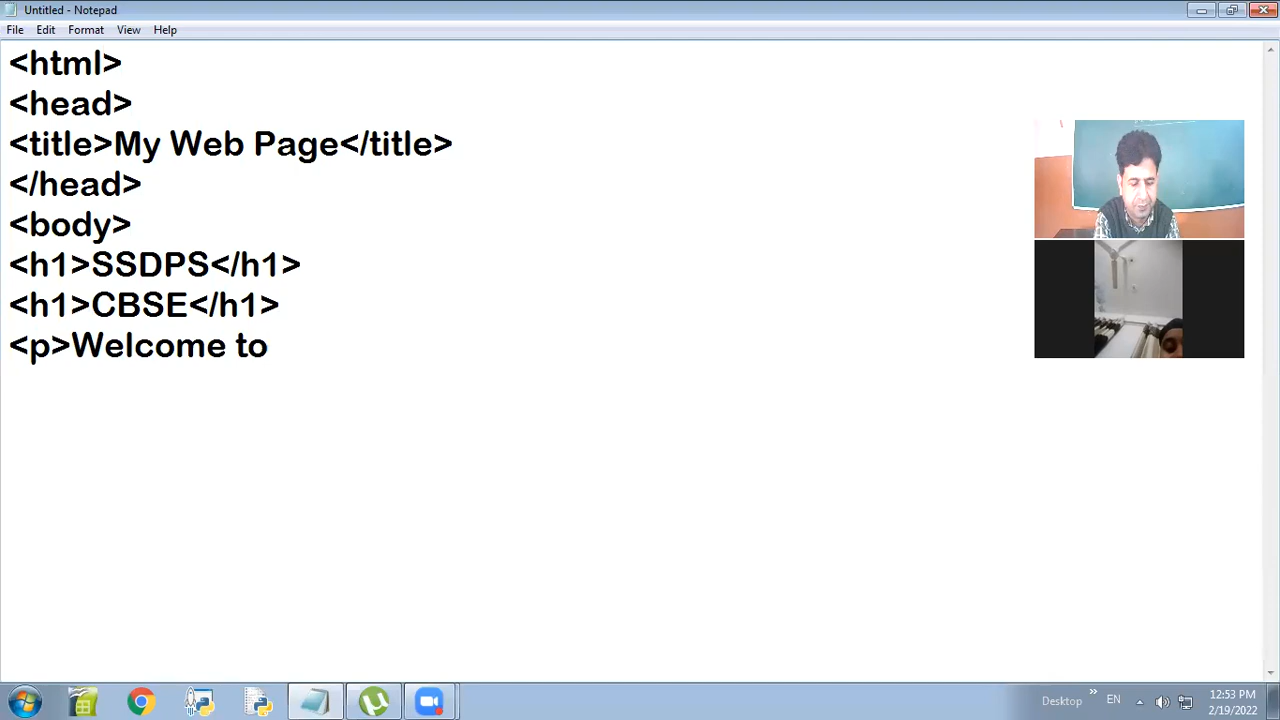 Untitled - Notepad
File Edit Format View Help
<html>
<head>
<title>My Web Page</title>
</head>
<body>
<h1>SSDPS</h1>
<h1>CBSE</h1>
<p>Welcome to
Desktop » EN 12:53 PM
2/19/2022